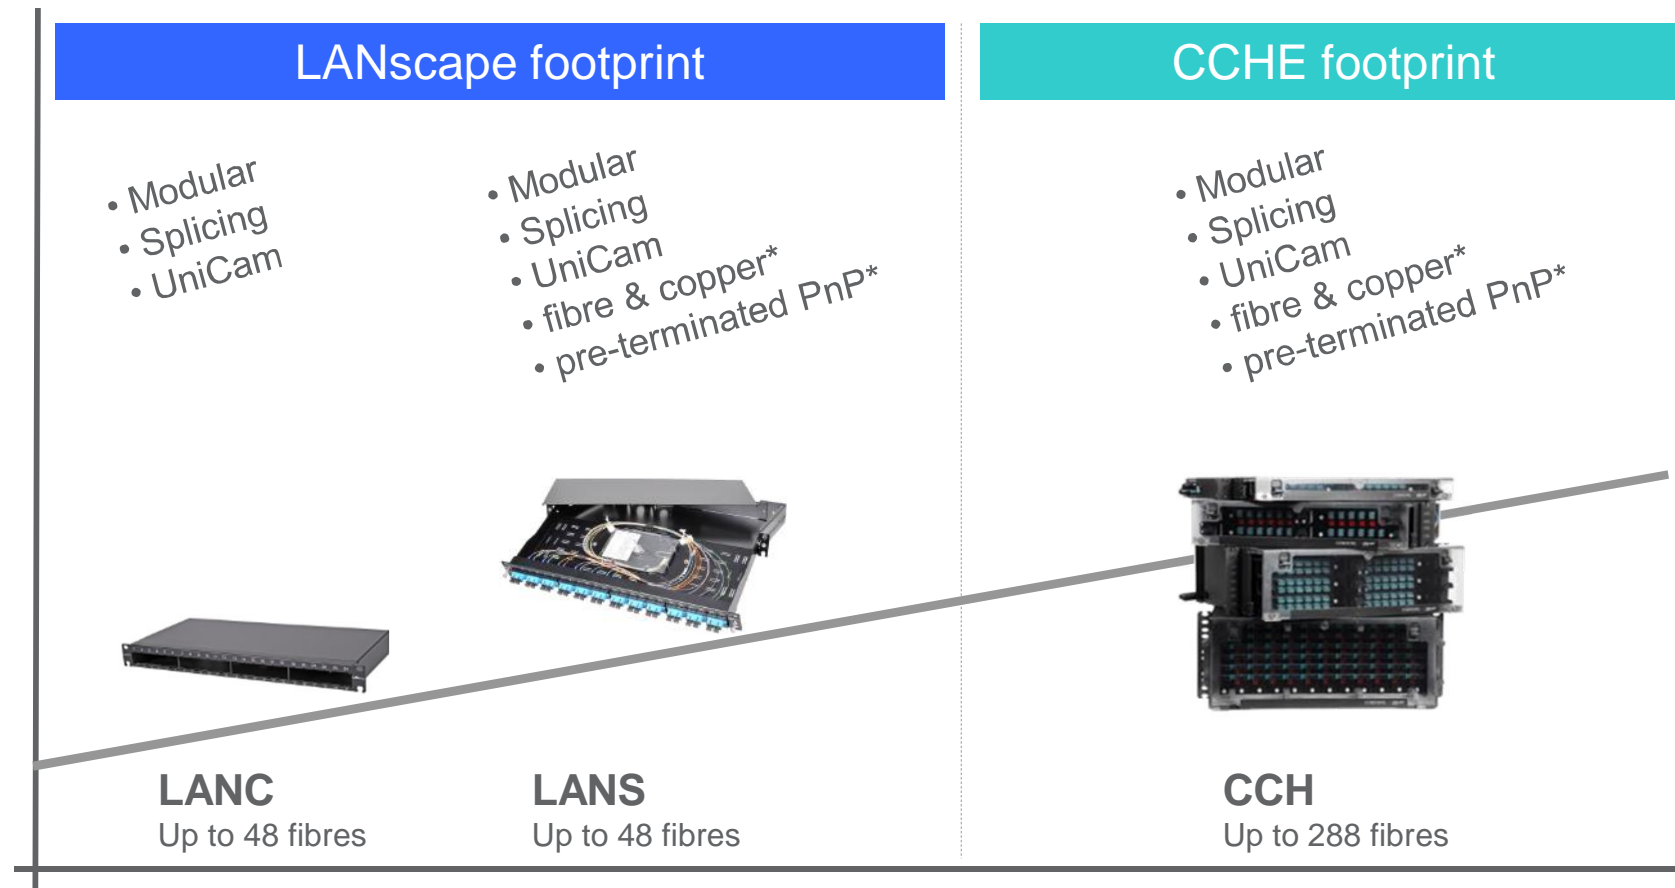 LANscape footprint
CCHE footprint
• Modular
• Splicing
• UniCam
• Modular
• Splicing
• UniCam
• fibre & copper*
• pre-terminated PnP*
• Modular
• Splicing
• UniCam
• fibre & copper*
• pre-terminated PnP*
LANC
Up to 48 fibres
LANS
Up to 48 fibres
CCH
Up to 288 fibres